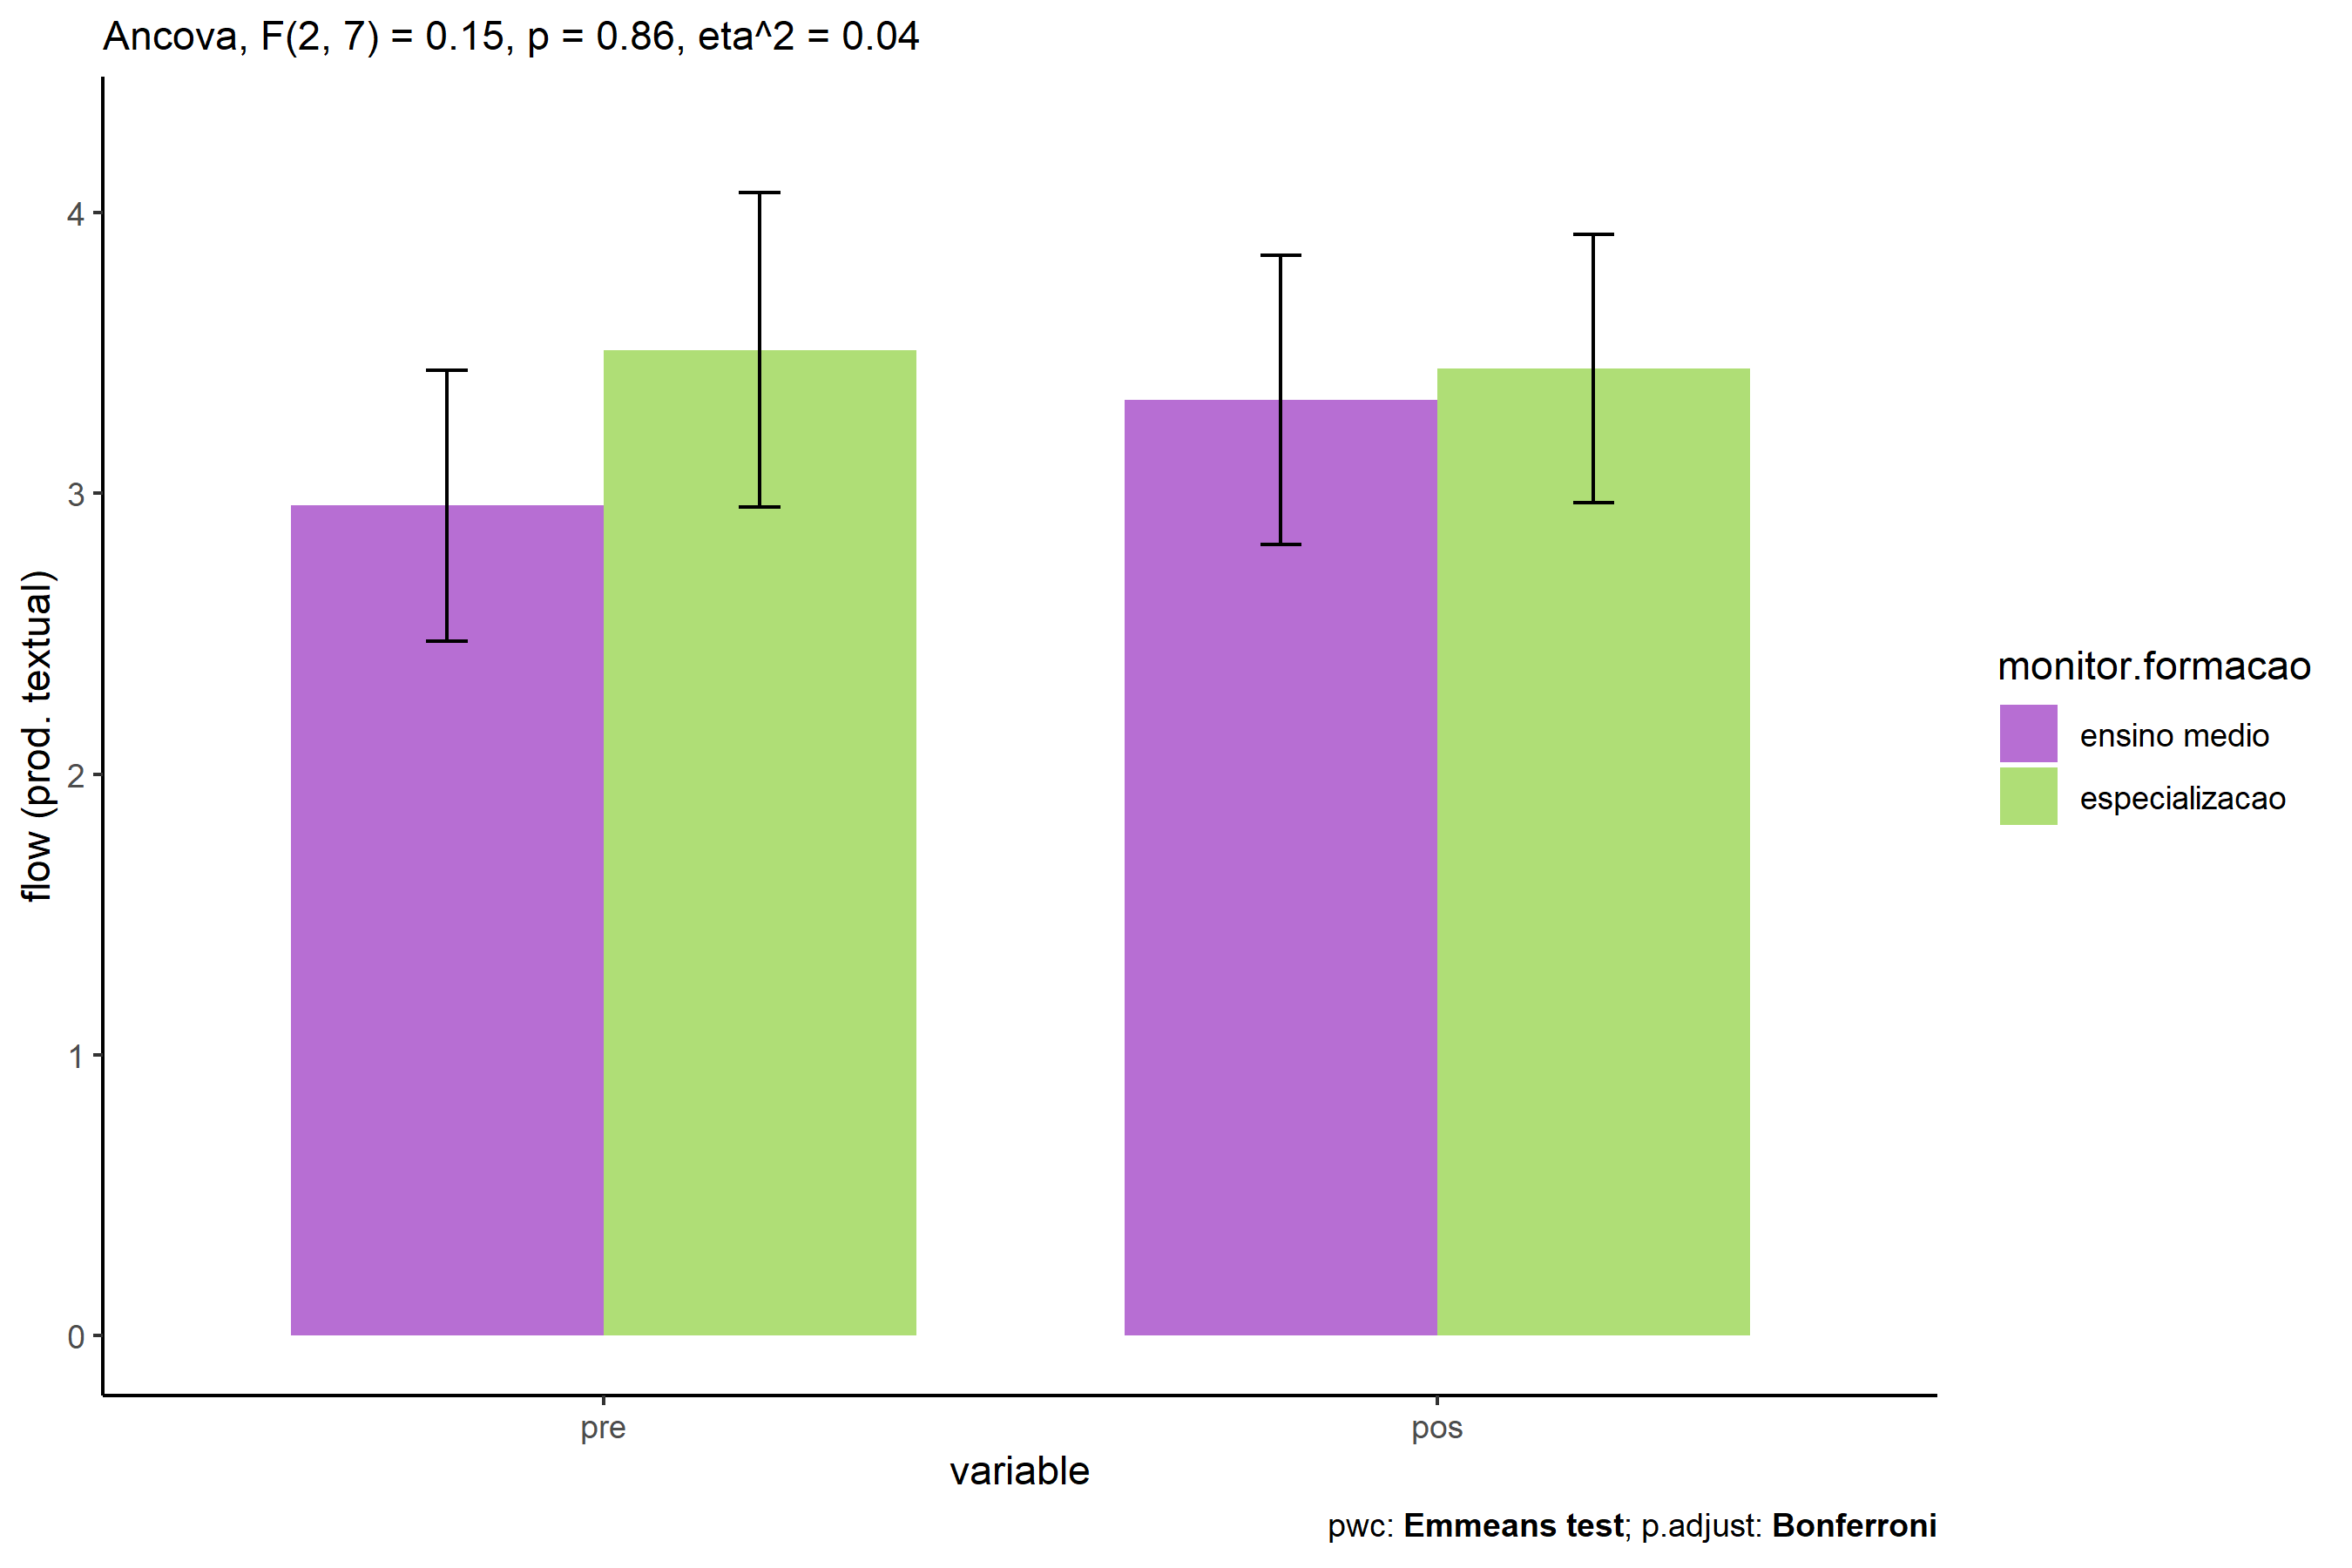 Ancova, F(2, 7) = 0.15, p = 0.86, eta^2 = 0.04
flow (prod. textual)
4
3
2
1
0
pre
pos
variable
monitor.formacao
ensino medio
especializacao
pwc: Emmeans test; p.adjust: Bonferroni